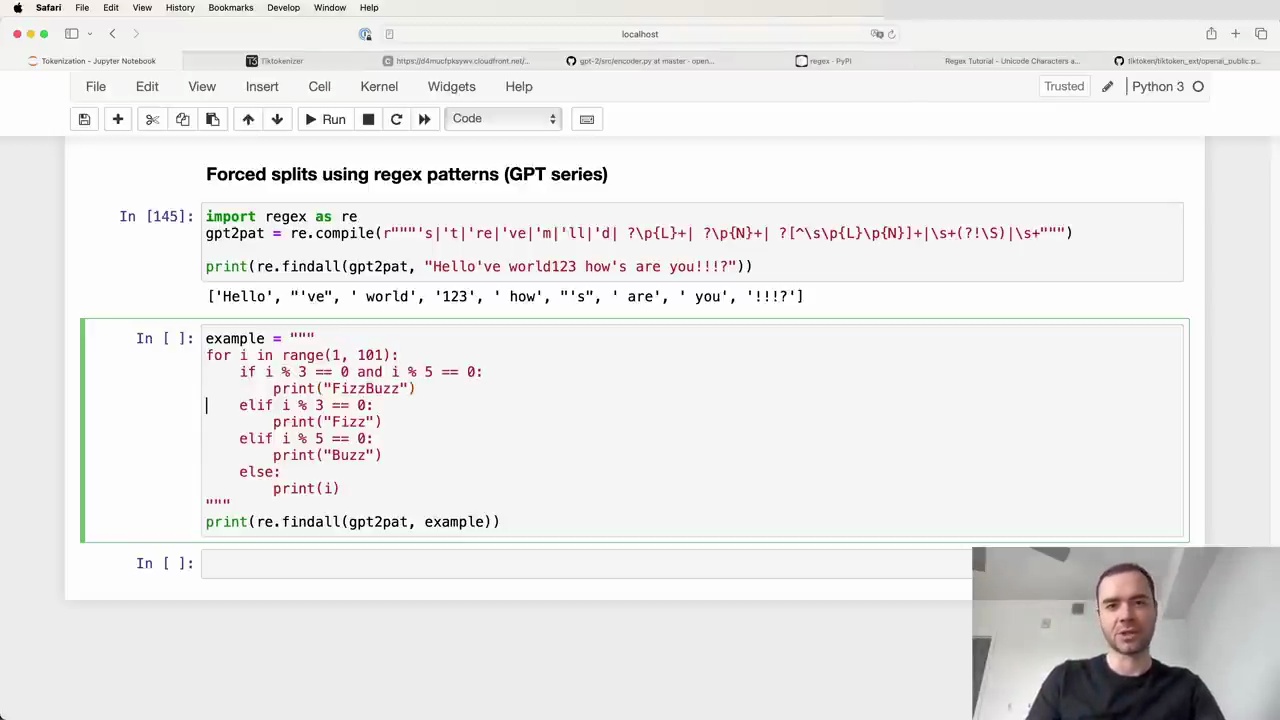 Safari File Edit View History Bookmarks Develop Window Help
localhost
Tokenization - Jupyter Notebook
Tiktokenizer
https://d4mucfpksywv.cloudfront.net/...
gpt-2/src/encoder.py at master · open...
regex · PyPI
Regex Tutorial - Unicode Characters a...
tiktoken/tiktoken_ext/openai_public.p...
File Edit View Insert Cell Kernel Widgets Help Trusted Python 3
Run Code
Forced splits using regex patterns (GPT series)
In [145]:
import regex as re
gpt2pat = re.compile(r"""'s|'t|'re|'ve|'m|'ll|'d| ?\p{L}+| ?\p{N}+| ?[^\s\p{L}\p{N}]+|\s+(?!\S)|\s+""")
print(re.findall(gpt2pat, "Hello've world123 how's are you!!!?"))
['Hello', "'ve", ' world', '123', ' how', "'s", ' are', ' you', '!!!?']
In [ ]:
example = """
for i in range(1, 101):
    if i % 3 == 0 and i % 5 == 0:
        print("FizzBuzz")
    elif i % 3 == 0:
        print("Fizz")
    elif i % 5 == 0:
        print("Buzz")
    else:
        print(i)
"""
print(re.findall(gpt2pat, example))
In [ ]: